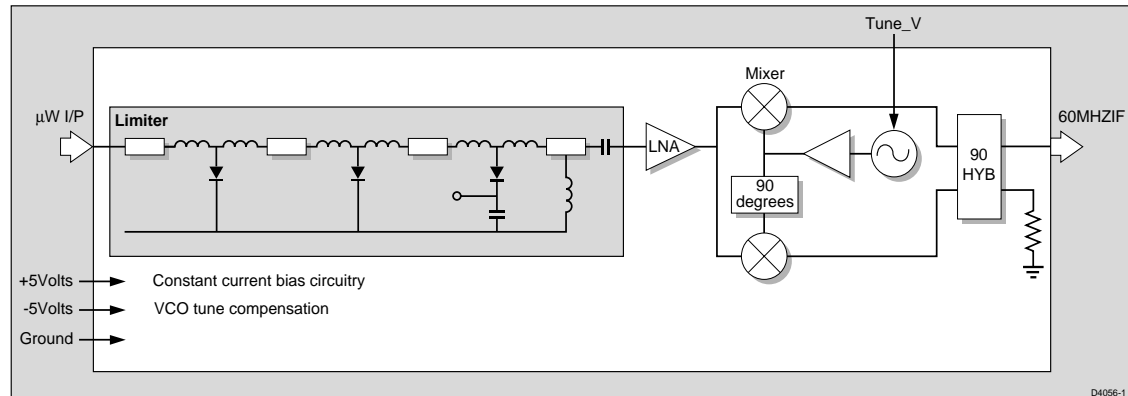 Tune_V
Mixer
µW I/P
60MHZIF
Limiter
LNA
90
degrees
90
HYB
+5Volts
Constant current bias circuitry
-5Volts
VCO tune compensation
Ground
D4056-1